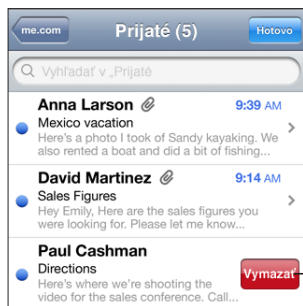 me.com
Prijaté (5)
Hotovo
Vyhľadať v „Prijaté
Anna Larson
9:39 AM
Mexico vacation
Here's a photo I took of Sandy kayaking. We
also rented a boat and did a bit of fishing...
David Martinez
9:14 AM
Sales Figures
Hey Emily, Here are the sales figures you
were looking for. Please let me know...
Paul Cashman
Directions
Vymazať
Here's where we're shooting the
video for the sales conference. Call...